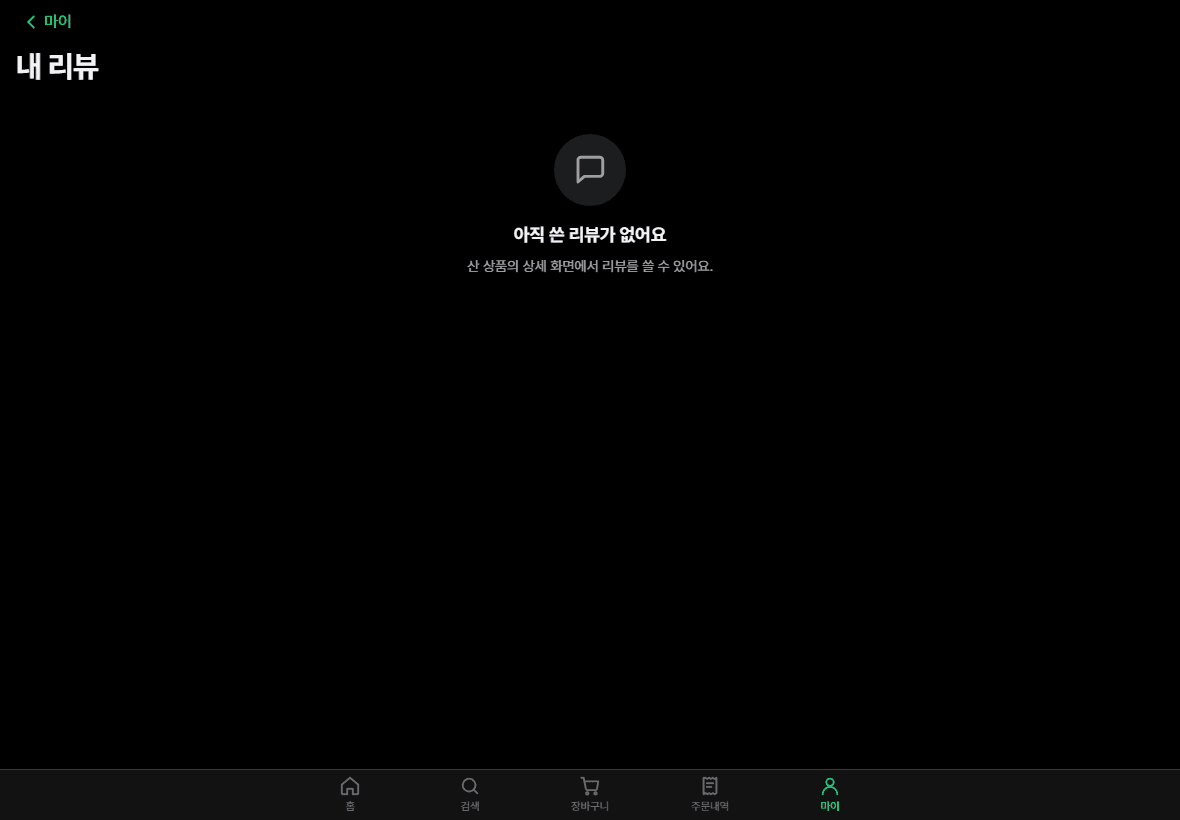 마이
내 리뷰
아직 쓴 리뷰가 없어요
산 상품의 상세 화면에서 리뷰를 쓸 수 있어요.
홈
검색
장바구니
주문내역
마이